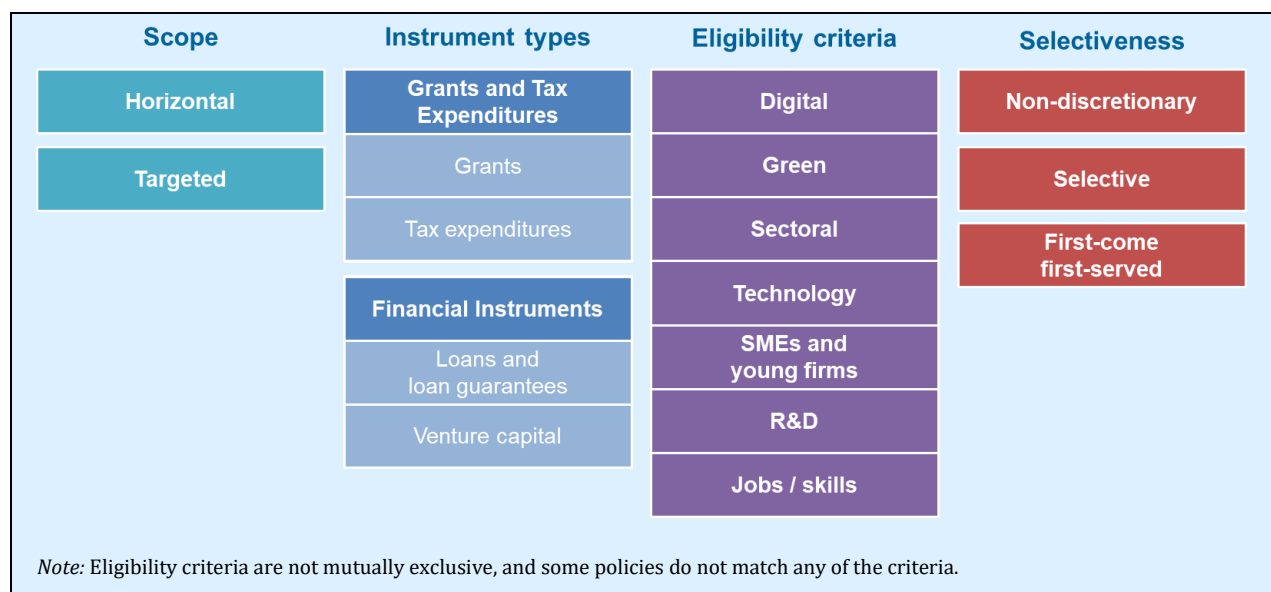 Scope
Horizontal
Targeted
Instrument types
Grants and Tax
Expenditures
Grants
Tax expenditures
Financial Instruments
Loans and
loan guarantees
Venture capital
Eligibility criteria
Digital
Green
Sectoral
Technology
SMEs and
young firms
R&D
Jobs / skills
Selectiveness
Non-discretionary
Selective
First-come
first-served
Note: Eligibility criteria are not mutually exclusive, and some policies do not match any of the criteria.